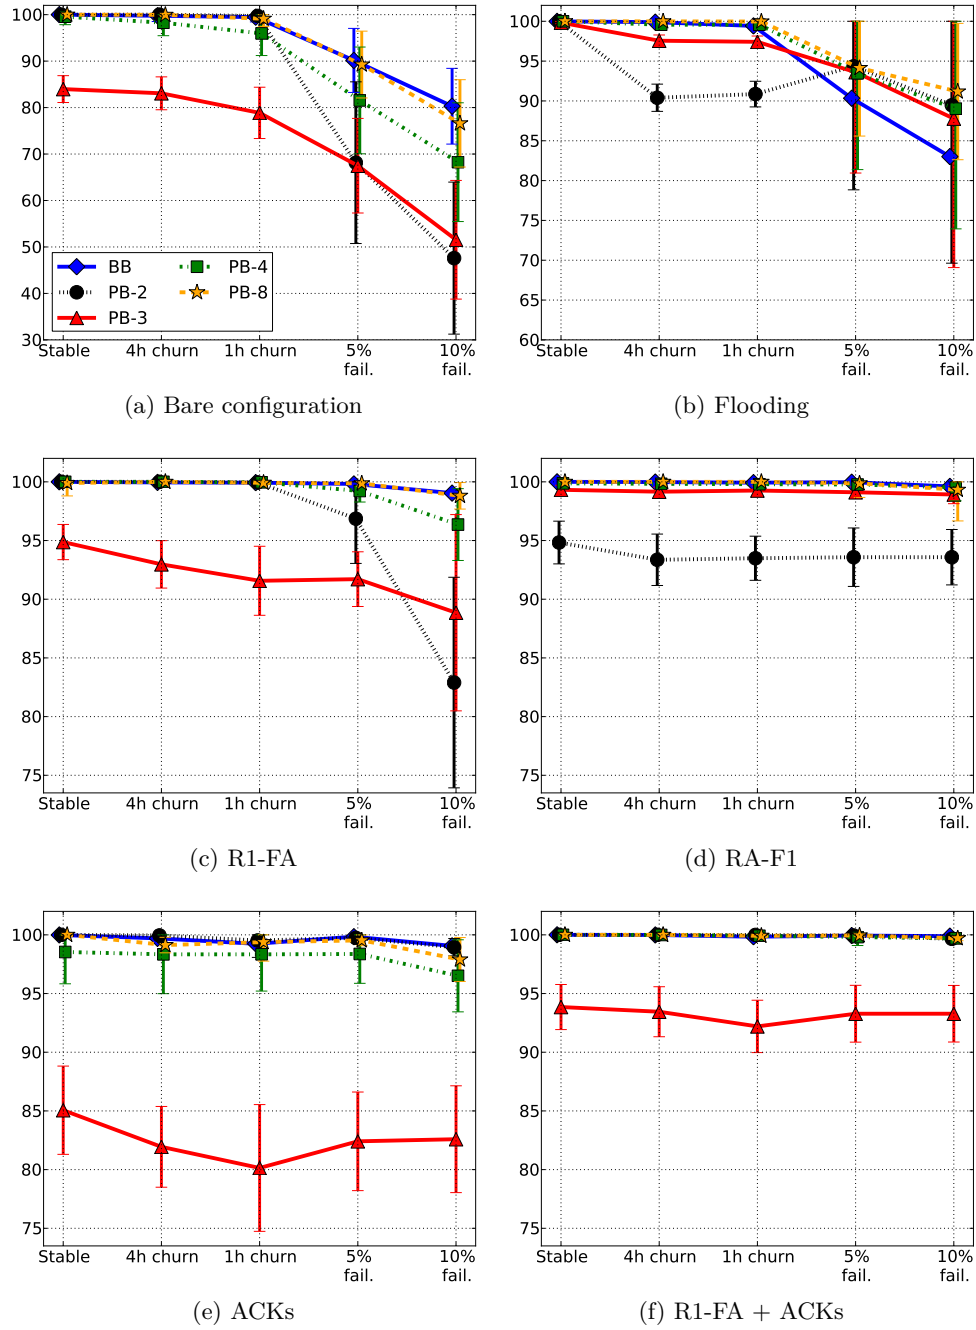 100
90
80
70
60
50
40
30
BB
PB-2
PB-3
PB-4
PB-8
Stable
4h churn
1h churn
5%
fail.
10%
fail.
(a) Bare configuration
100
95
90
85
80
75
70
65
60
Stable
4h churn
1h churn
5%
fail.
10%
fail.
(b) Flooding
100
95
90
85
80
75
Stable
4h churn
1h churn
5%
fail.
10%
fail.
(c) R1-FA
100
95
90
85
80
75
Stable
4h churn
1h churn
5%
fail.
10%
fail.
(d) RA-F1
100
95
90
85
80
75
Stable
4h churn
1h churn
5%
fail.
10%
fail.
(e) ACKs
100
95
90
85
80
75
Stable
4h churn
1h churn
5%
fail.
10%
fail.
(f) R1-FA + ACKs